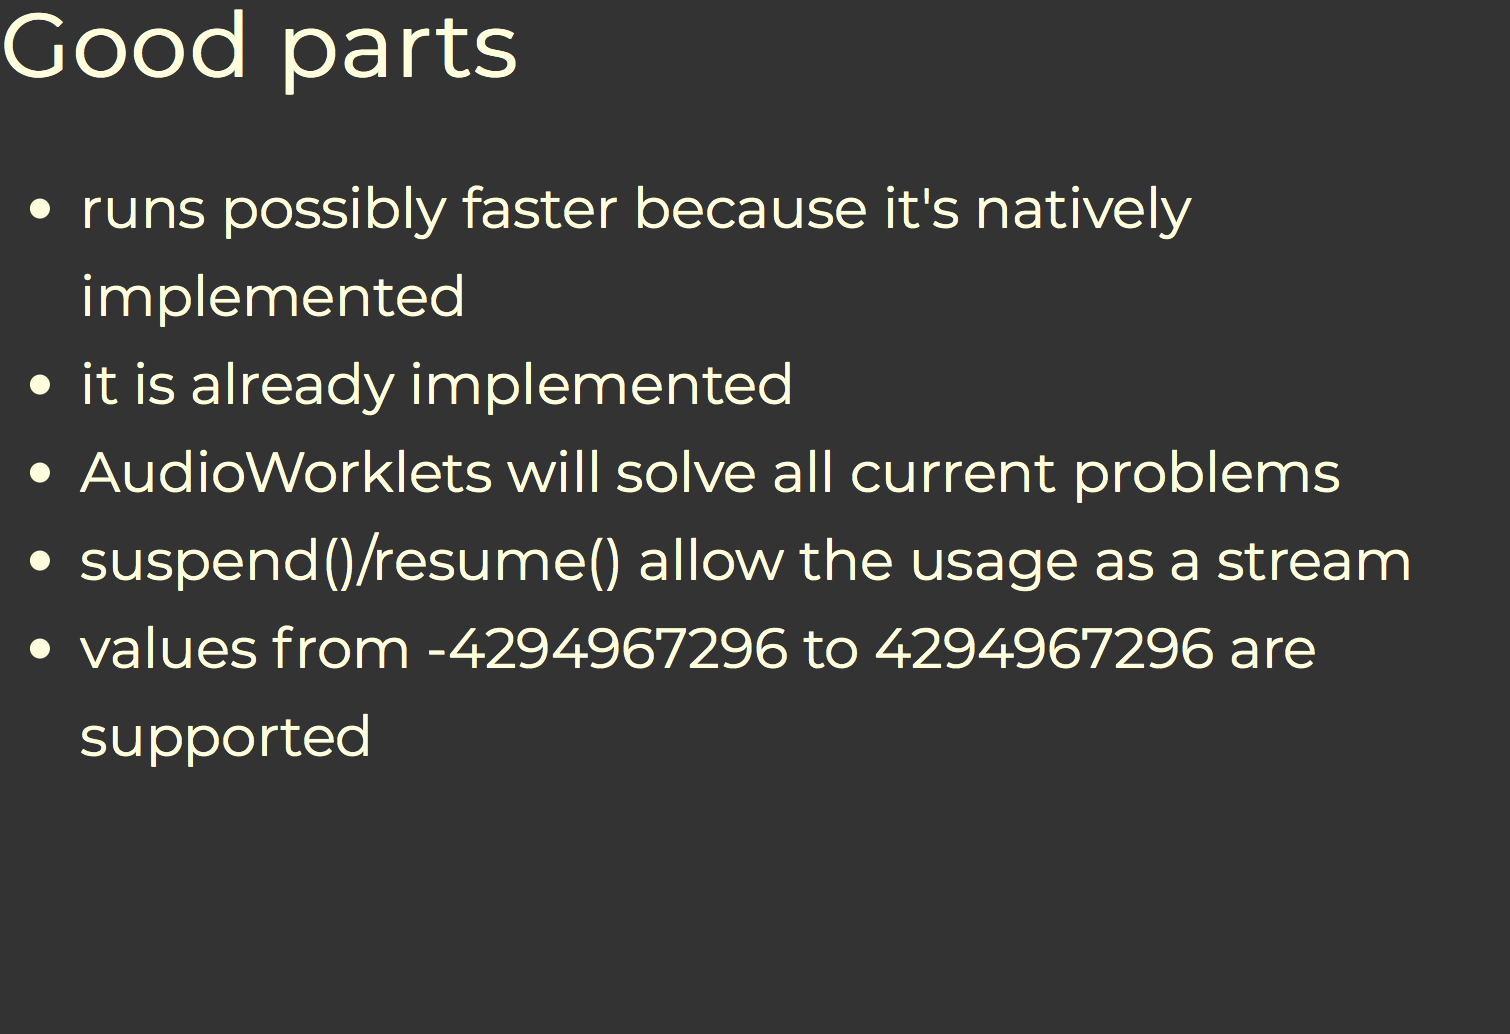 Good parts
runs possibly faster because it's natively
implemented
it is already implemented
AudioWorklets will solve all current problems
suspend()/resume() allow the usage as a stream
values from -4294967296 to 4294967296 are
supported